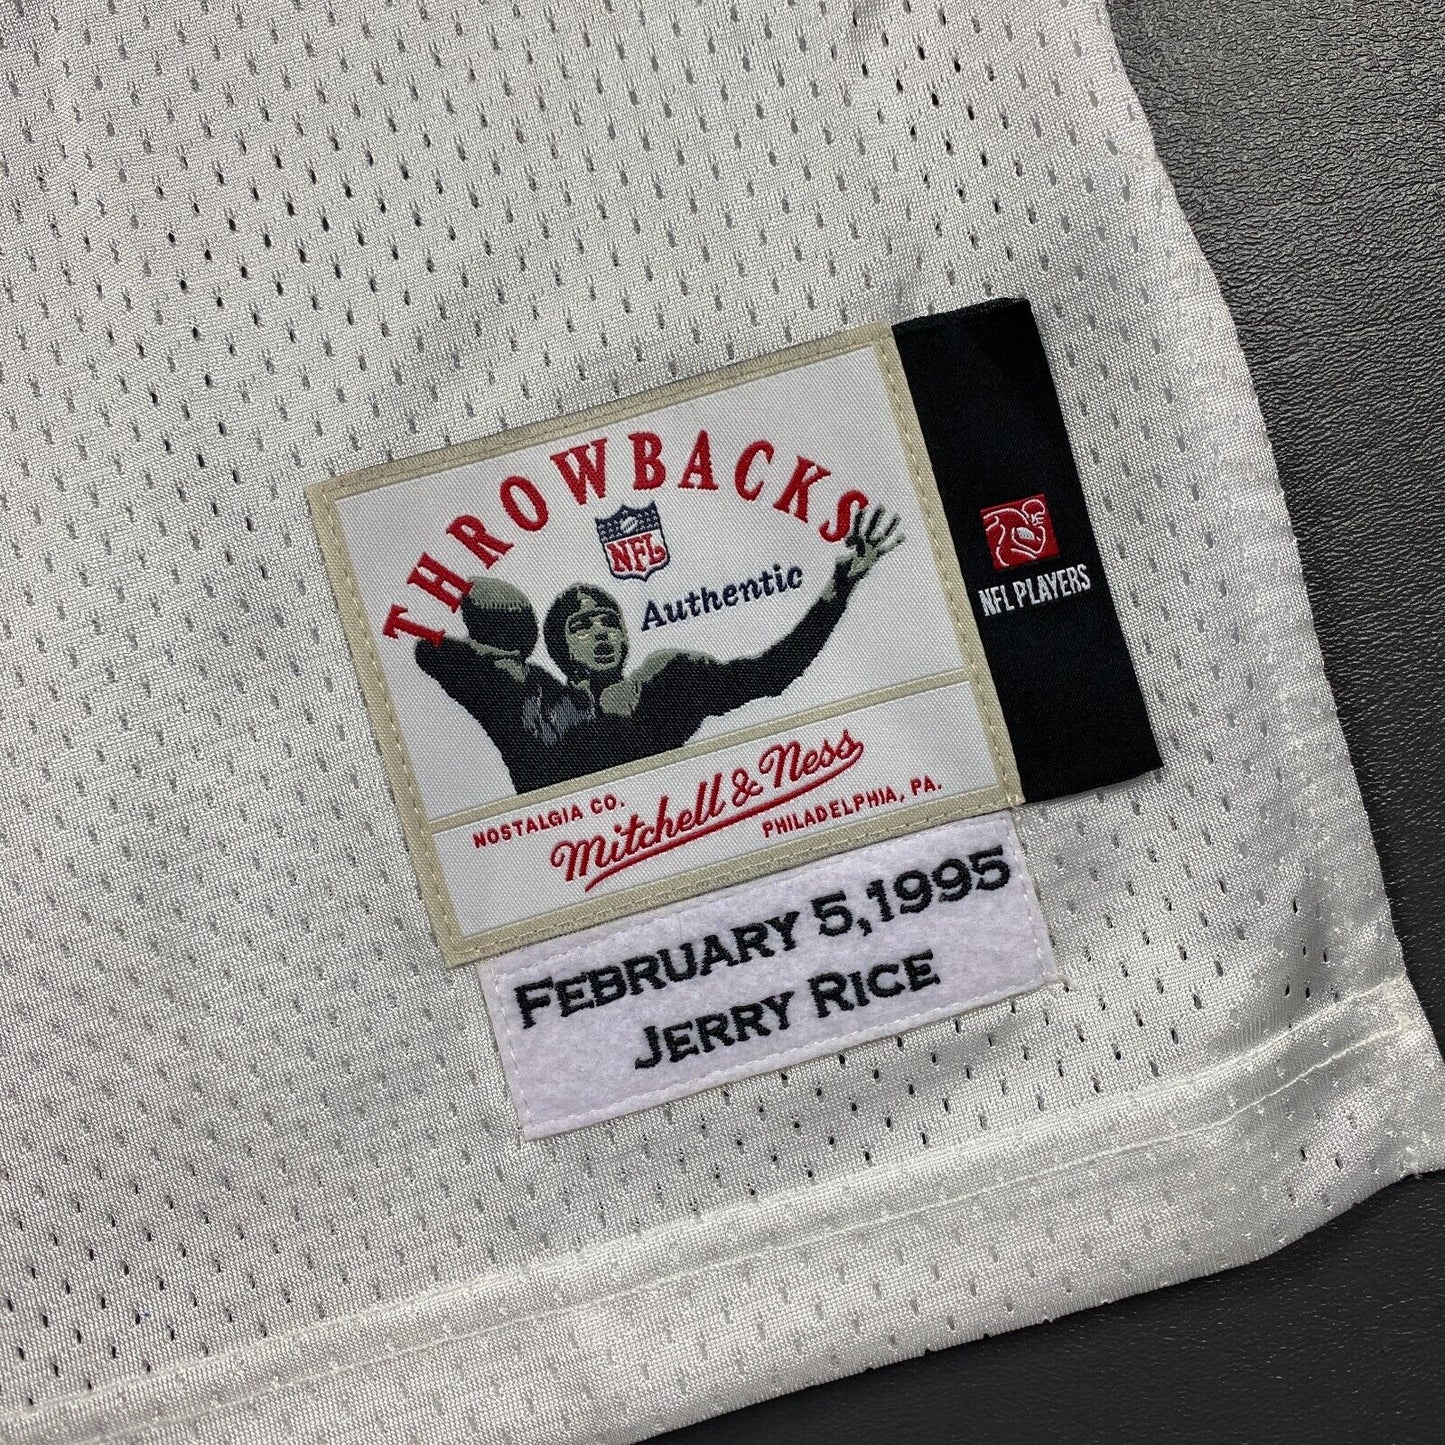 THROWBACKS
NFL
Authentic
NFL PLAYERS
NOSTALGIA CO.
Mitchell & Ness
PHILADELPHIA, PA.
FEBRUARY 5,1995
JERRY RICE